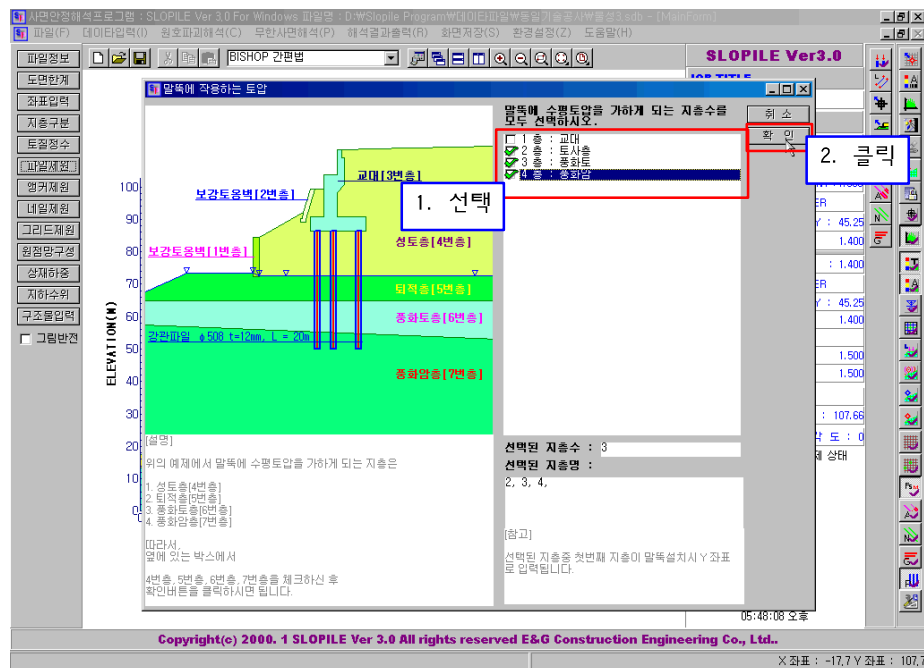 사면안정해석프로그램 : SLOPILE Ver 3.0 For Windows 파일명 : D:₩Slopile Program₩데이타파일₩동일기술공사₩물성3.sdb - [MainForm]
파일(F) 데이타입력(I) 원호파괴해석(C) 무한사면해석(P) 해석결과출력(R) 화면저장(S) 환경설정(Z) 도움말(H)
파일정보
도면한계
좌표입력
지층구분
토질정수
파일제원
앵커제원
네일제원
그리드제원
원점망구성
상재하중
지하수위
구조물입력
그림반전
BISHOP 간편법
SLOPILE Ver3.0
JOB TITLE
말뚝에 작용하는 토압
말뚝에 수평토압을 가하게 되는 지층수를
모두 선택하시오.
취 소
확 인
1 층 : 교대
2 층 : 토사층
3 층 : 풍화토
4 층 : 풍화암
1. 선택
2. 클릭
교대[3번층]
보강토옹벽[2번층]
보강토옹벽[1번층]
성토층[4번층]
퇴적층[5번층]
풍화토층[6번층]
강관파일 φ508 t=12mm, L = 20m
풍화암층[7번층]
ELEVATION(M)
100
90
80
70
60
50
40
30
20
10
0
[설명]
위의 예제에서 말뚝에 수평토압을 가하게 되는 지층은
1. 성토층[4번층]
2. 퇴적층[5번층]
3. 풍화토층[6번층]
4. 풍화암층[7번층]
따라서,
옆에 있는 박스에서
4번층, 5번층, 6번층, 7번층을 체크하신 후
확인버튼을 클릭하시면 됩니다.
선택된 지층수 : 3
선택된 지층명 :
2, 3, 4,
[참고]
선택된 지층중 첫번째 지층이 말뚝설치시 Y 좌표
로 입력됩니다.
ER
Y : 45.25
1.400
: 1.400
ER
Y : 45.25
1.400
1.500
1.500
: 107.66
각 도 : 0
제 상태
05:48:08 오후
Copyright(c) 2000. 1 SLOPILE Ver 3.0 All rights reserved E&G Construction Engineering Co., Ltd..
X 좌표 : -17.7 Y 좌표 : 107.7